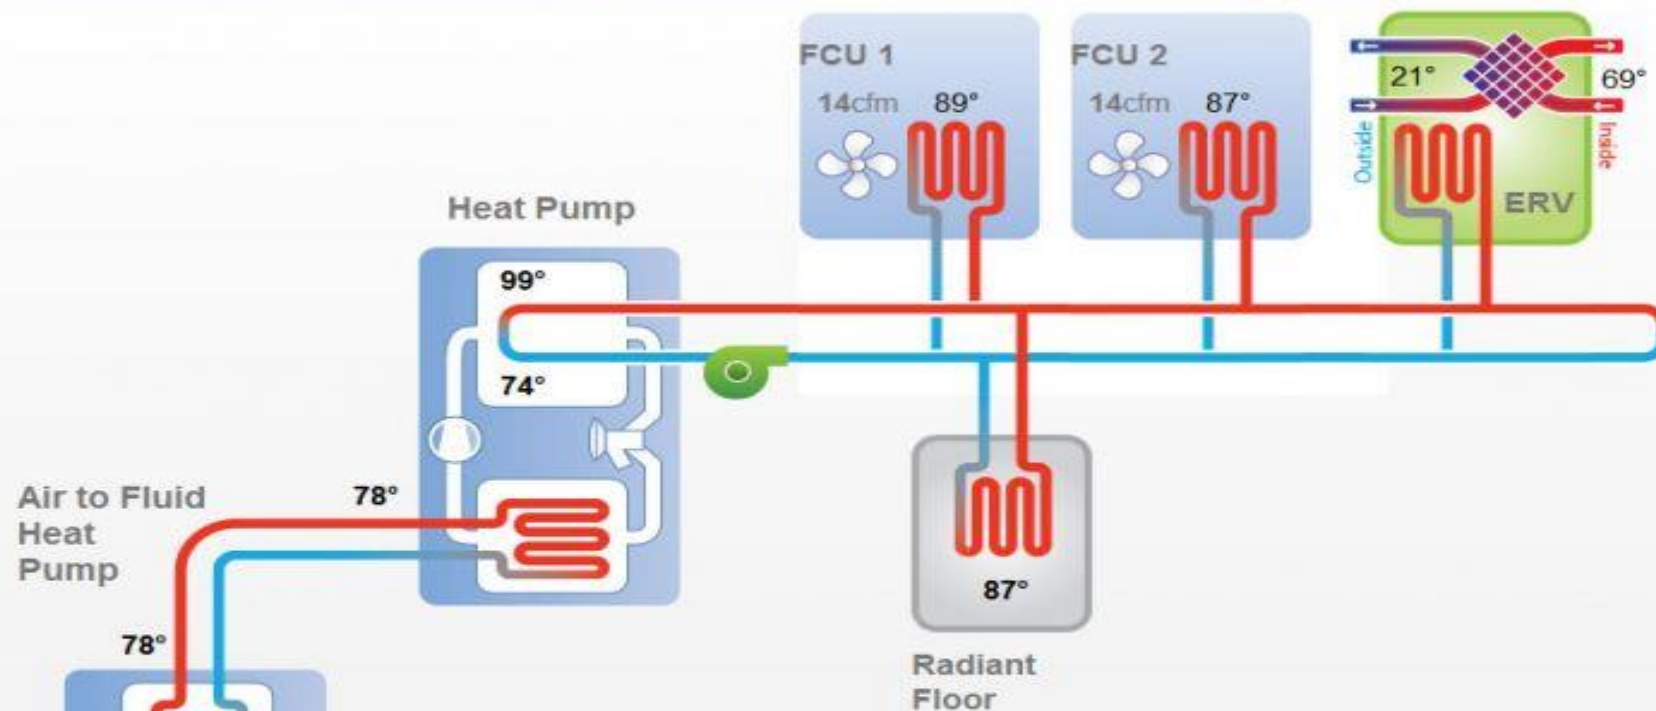 FCU 1
14cfm 89°
FCU 2
14cfm 87°
21°
69°
Outside
Inside
ERV
Heat Pump
99°
74°
Air to Fluid
Heat
Pump
78°
78°
87°
Radiant
Floor